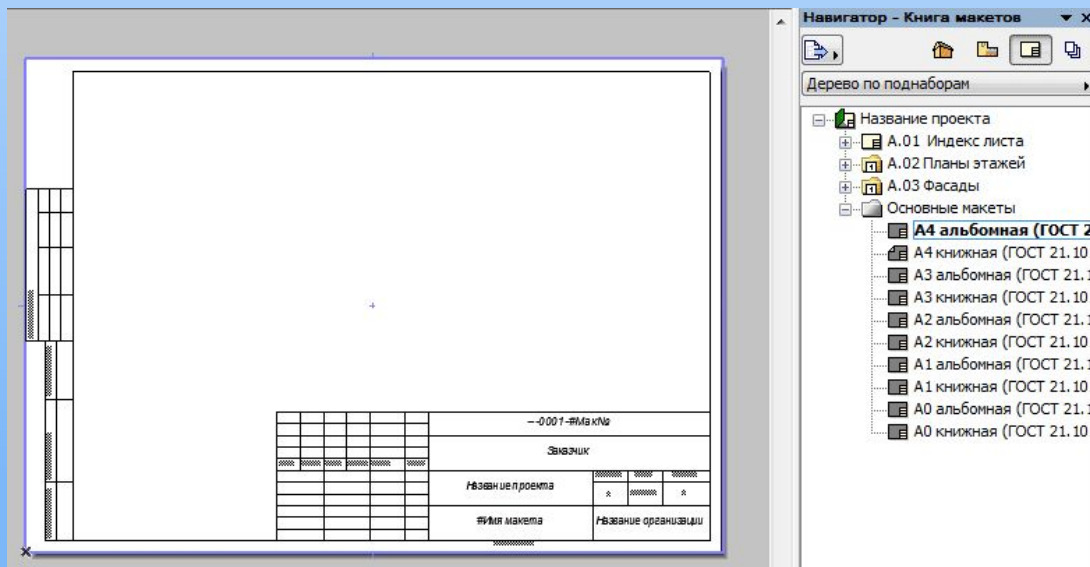 Навигатор - Книга макетов
Дерево по поднаборам
Название проекта
А.01 Индекс листа
А.02 Планы этажей
А.03 Фасады
Основные макеты
А4 альбомная (ГОСТ 2
А4 книжная (ГОСТ 21.10
А3 альбомная (ГОСТ 21.1
А3 книжная (ГОСТ 21.10
А2 альбомная (ГОСТ 21.1
А2 книжная (ГОСТ 21.10
А1 альбомная (ГОСТ 21.1
А1 книжная (ГОСТ 21.10
А0 альбомная (ГОСТ 21.1
А0 книжная (ГОСТ 21.10
--0001-#Мак№
Заказчик
Название проекта
#Имя макета
Название организации